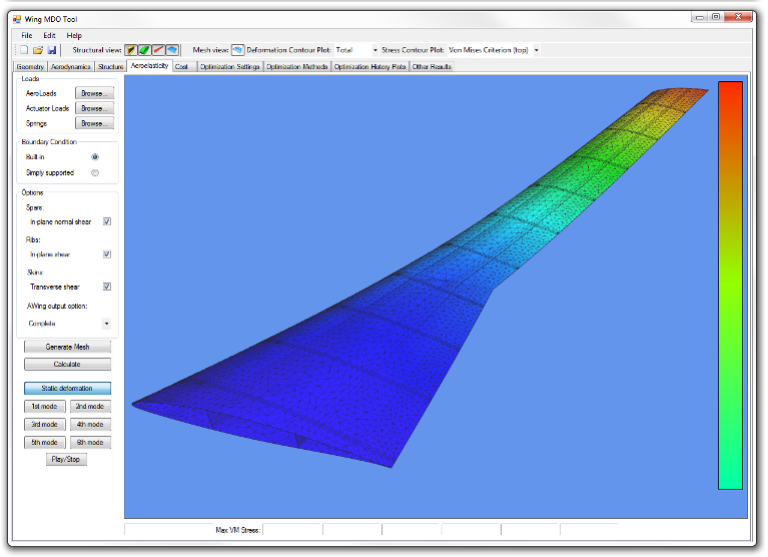 Wing MDO Tool
File Edit Help
Structural view: Mesh view: Deformation Contour Plot: Total Stress Contour Plot: Von Mises Criterion (top)
Geometry Aerodynamics Structure Aeroelasticity Cost Optimization Settings Optimization Methods Optimization History Plots Other Results
Loads
AeroLoads Browse...
Actuator Loads Browse...
Springs Browse...
Boundary Condition
Built-in
Simply supported
Options
Spars:
In-plane normal shear
Ribs:
In-plane shear
Skins:
Transverse shear
AWing output option:
Complete
Generate Mesh
Calculate
Static deformation
1st mode 2nd mode
3rd mode 4th mode
5th mode 6th mode
Play/Stop
Max VM Stress: